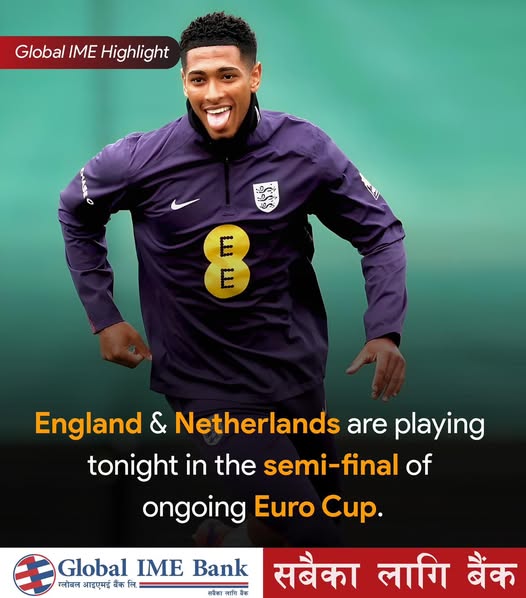 Global IME Highlight
EE
England & Netherlands are playing
tonight in the semi-final of
ongoing Euro Cup.
Global IME Bank
ग्लोबल आइएमई बैंक लि.
सबैका लागि बैंक
सबैका लागि बैंक